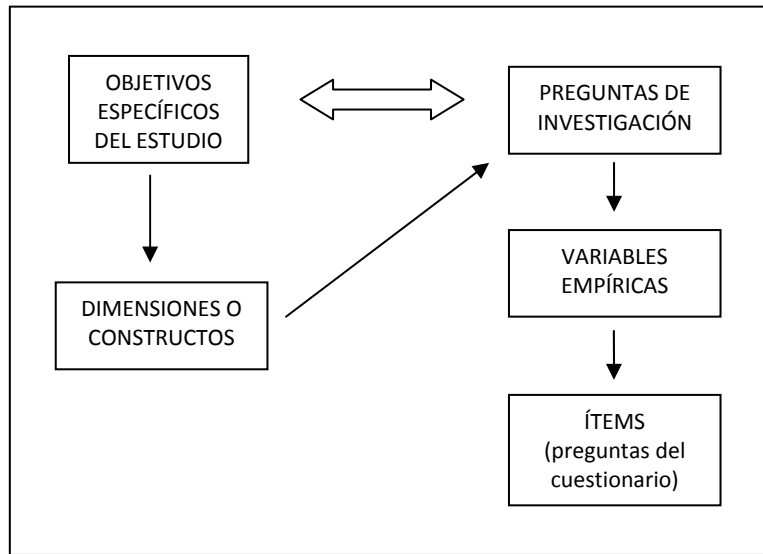 OBJETIVOS
ESPECÍFICOS
DEL ESTUDIO
PREGUNTAS DE
INVESTIGACIÓN
DIMENSIONES O
CONSTRUCTOS
VARIABLES
EMPÍRICAS
ÍTEMS
(preguntas del
cuestionario)